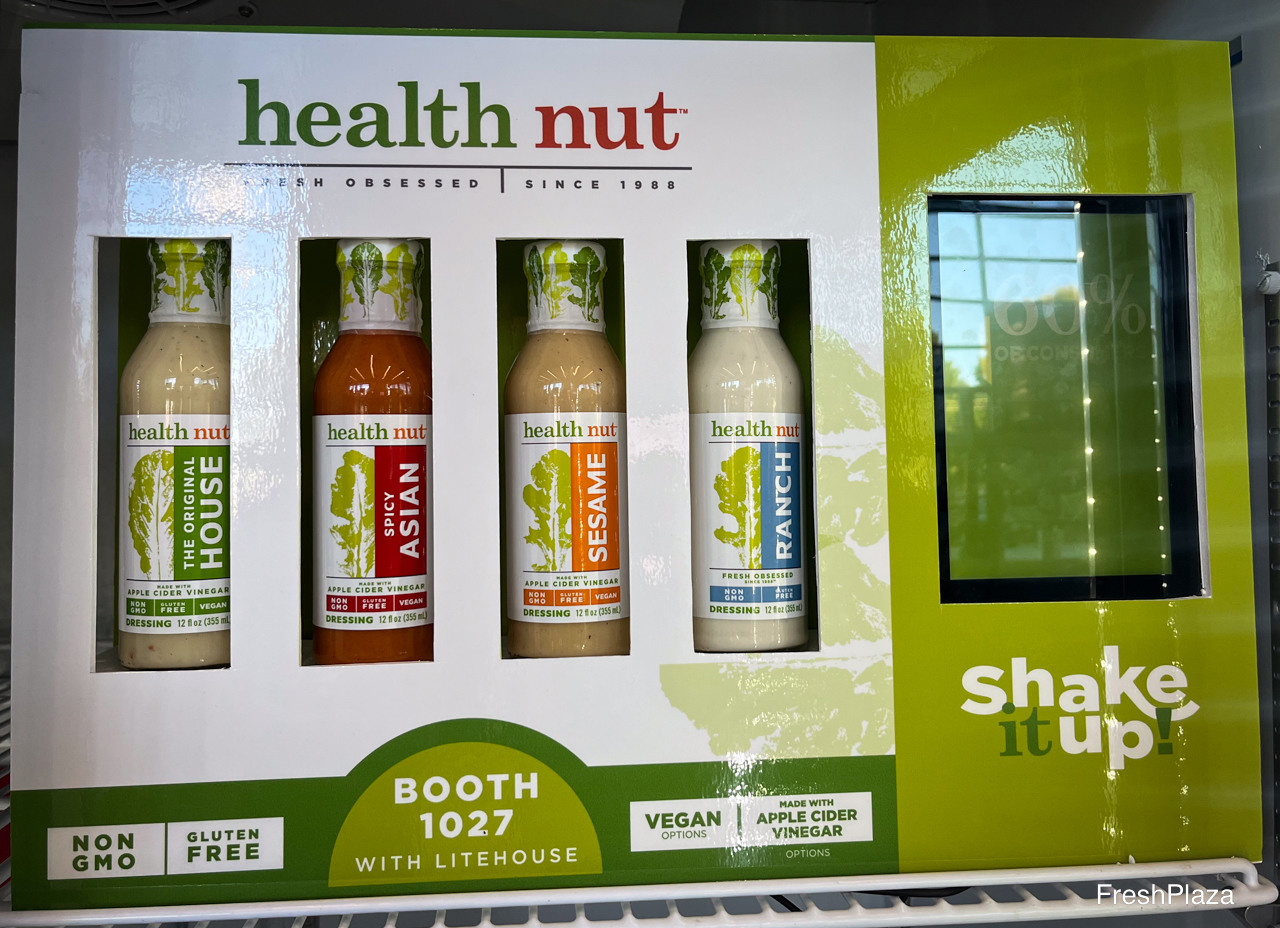 health nut™
FRESH OBSESSED | SINCE 1988
health nut
THE ORIGINAL
HOUSE
MADE WITH
APPLE CIDER VINEGAR
NON GMO
GLUTEN FREE
VEGAN
DRESSING 12 fl oz (355 mL)
health nut
SPICY
ASIAN
MADE WITH
APPLE CIDER VINEGAR
NON GMO
GLUTEN FREE
VEGAN
DRESSING 12 fl oz (355 mL)
health nut
SESAME
MADE WITH
APPLE CIDER VINEGAR
NON GMO
GLUTEN FREE
VEGAN
DRESSING 12 fl oz (355 mL)
health nut
RANCH
FRESH OBSESSED
SINCE 1988
NON GMO
GLUTEN FREE
DRESSING 12 fl oz (355 mL)
60%
shake
it up!
BOOTH
1027
WITH LITEHOUSE
NON
GMO
GLUTEN
FREE
VEGAN
OPTIONS
MADE WITH
APPLE CIDER
VINEGAR
OPTIONS
FreshPlaza